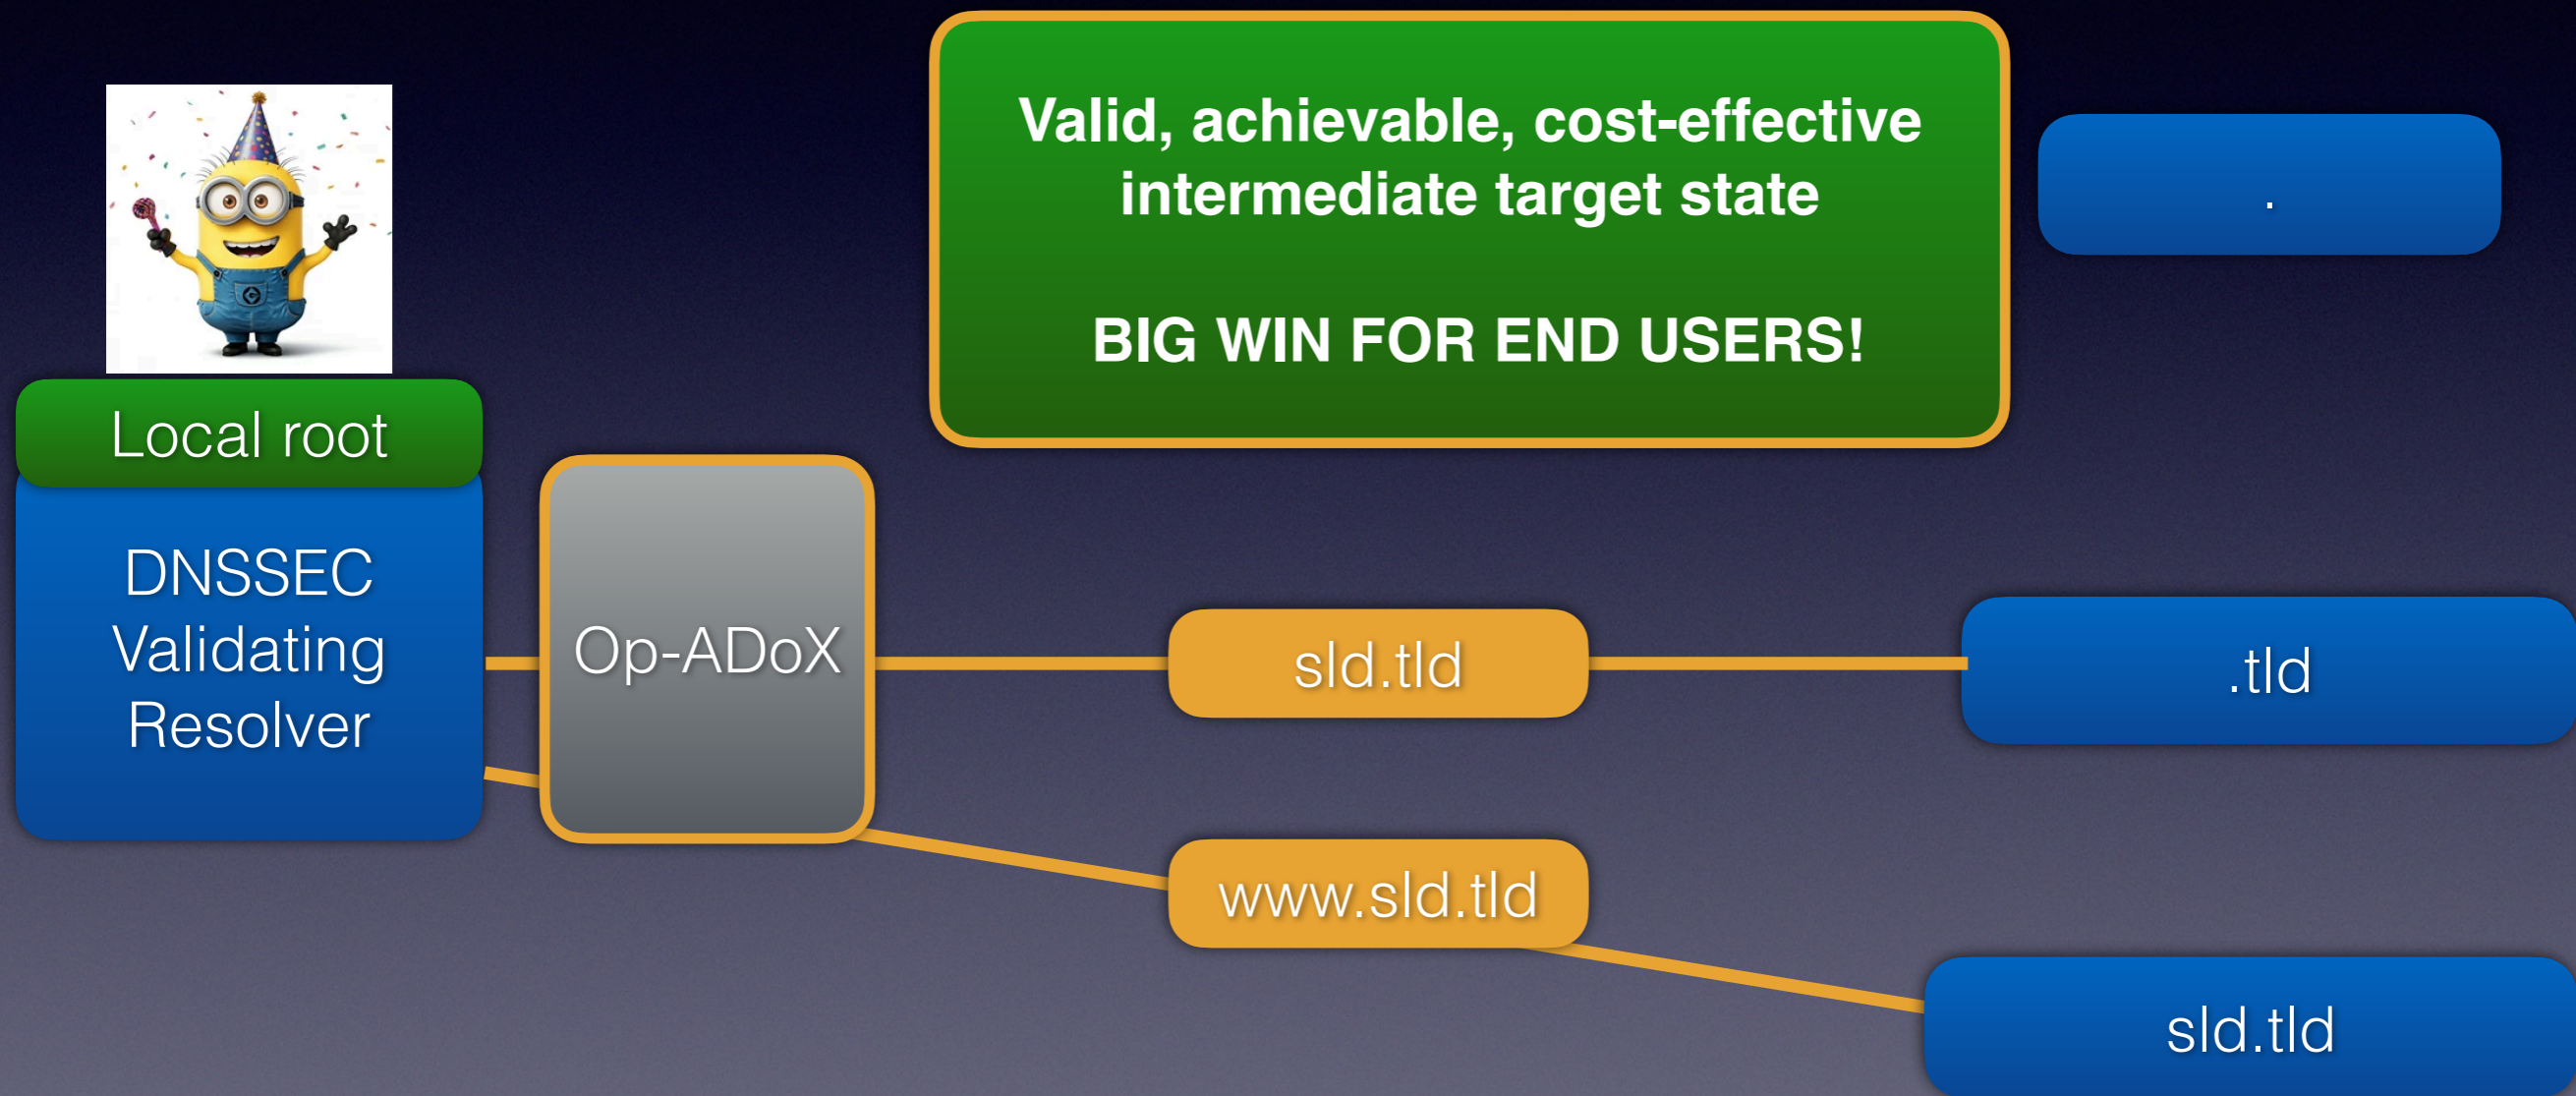 Valid, achievable, cost-effective
intermediate target state
BIG WIN FOR END USERS!
.
Local root
DNSSEC
Validating
Resolver
Op-ADoX
sld.tld
.tld
www.sld.tld
sld.tld